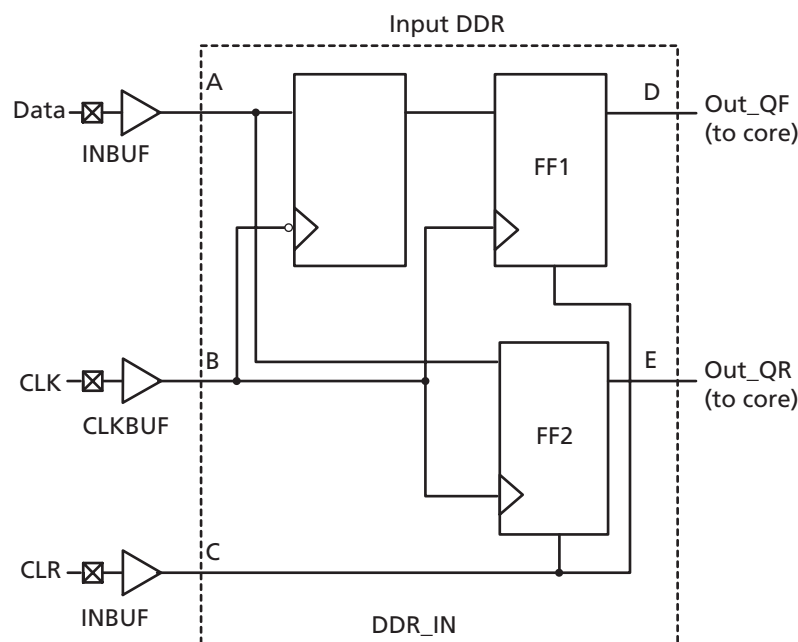 Input DDR
A
Data
INBUF
D
Out_QF
(to core)
FF1
B
CLK
CLKBUF
E
Out_QR
(to core)
FF2
C
CLR
INBUF
DDR_IN